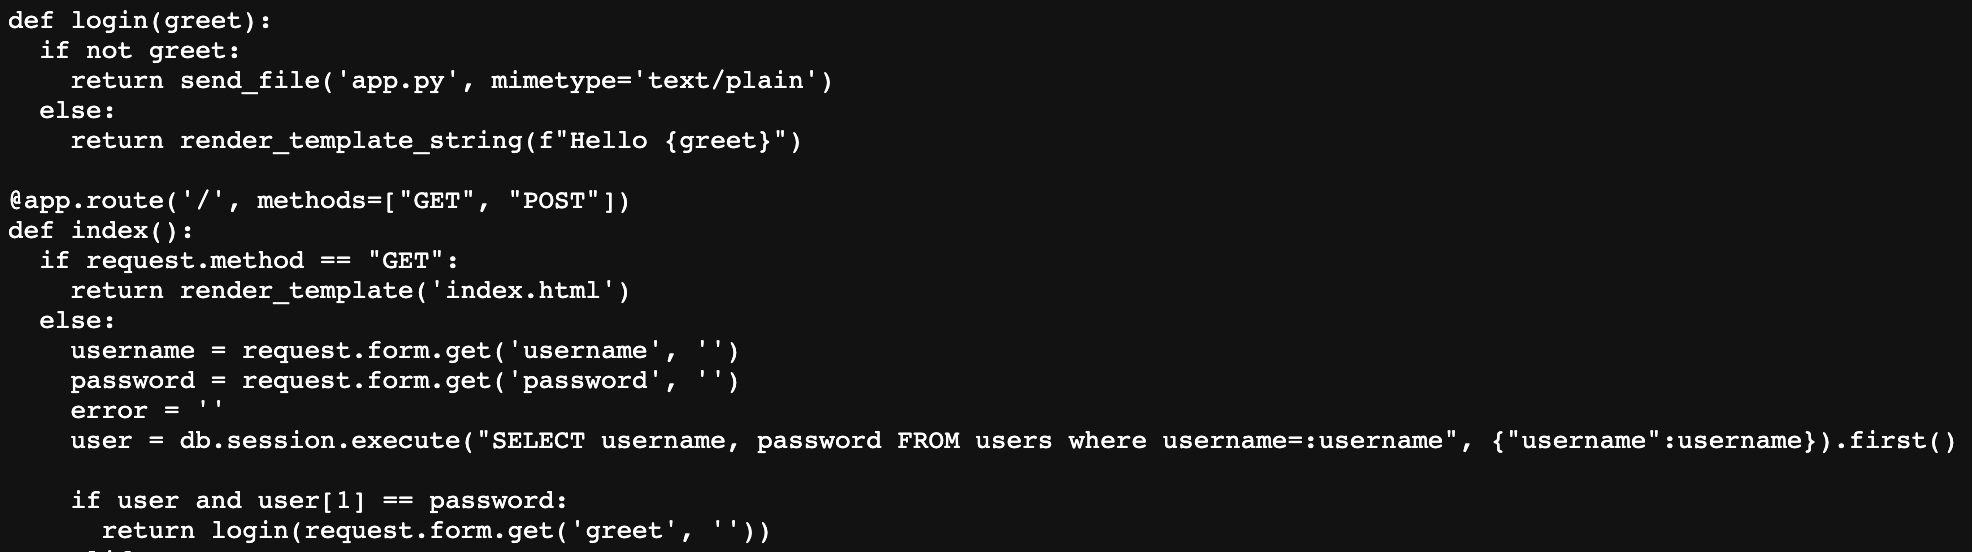 def login(greet):
  if not greet:
    return send_file('app.py', mimetype='text/plain')
  else:
    return render_template_string(f"Hello {greet}")

@app.route('/', methods=["GET", "POST"])
def index():
  if request.method == "GET":
    return render_template('index.html')
  else:
    username = request.form.get('username', '')
    password = request.form.get('password', '')
    error = ''
    user = db.session.execute("SELECT username, password FROM users where username=:username", {"username":username}).first()

    if user and user[1] == password:
      return login(request.form.get('greet', ''))